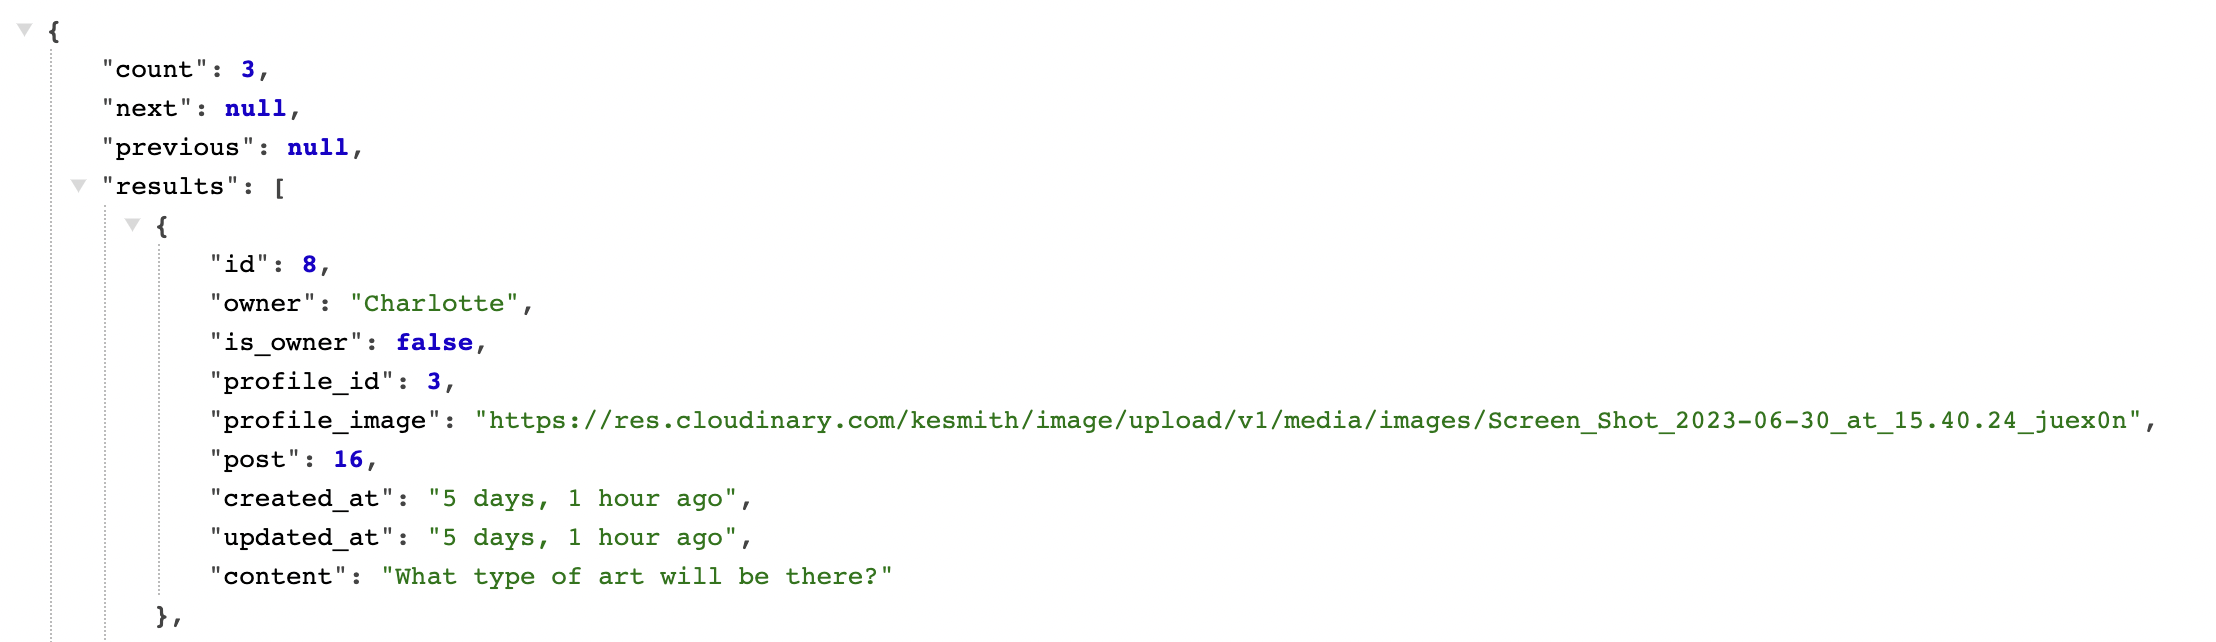 {
"count": 3,
"next": null,
"previous": null,
"results": [
{
"id": 8,
"owner": "Charlotte",
"is_owner": false,
"profile_id": 3,
"profile_image": "https://res.cloudinary.com/kesmith/image/upload/v1/media/images/Screen_Shot_2023-06-30_at_15.40.24_juex0n",
"post": 16,
"created_at": "5 days, 1 hour ago",
"updated_at": "5 days, 1 hour ago",
"content": "What type of art will be there?"
},